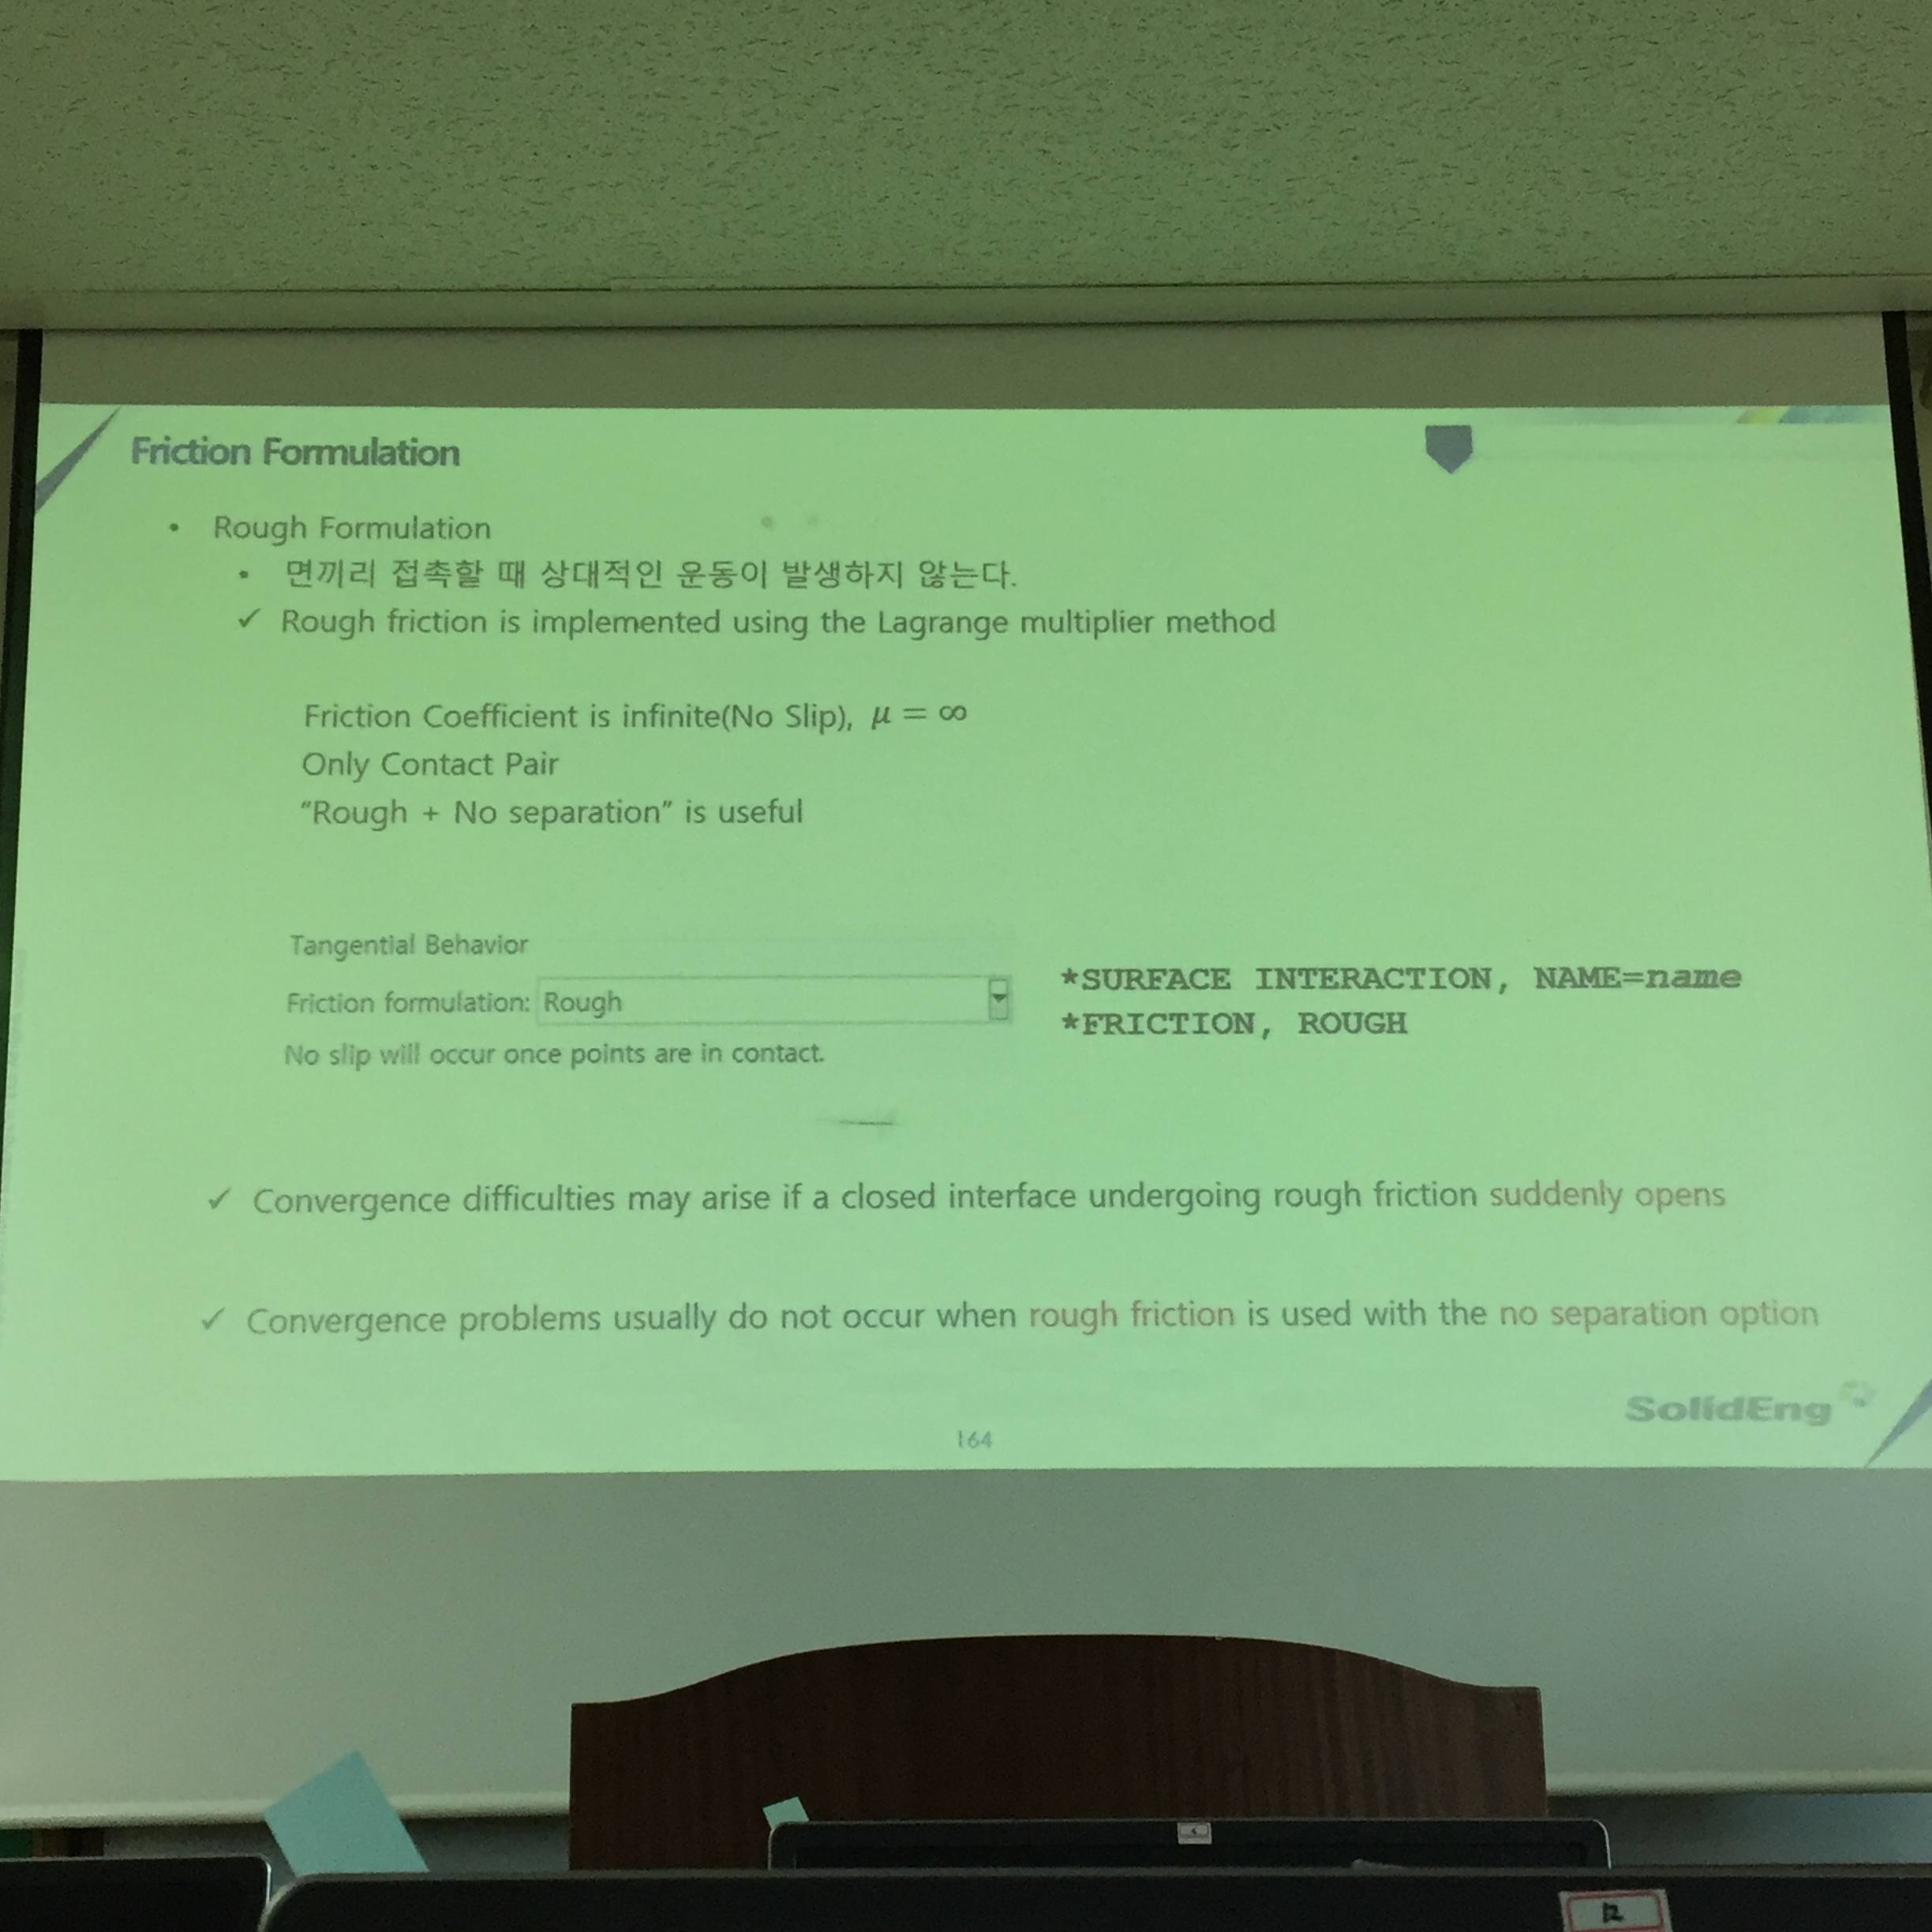 Friction Formulation
• Rough Formulation
• 면끼리 접촉할 때 상대적인 운동이 발생하지 않는다.
✓ Rough friction is implemented using the Lagrange multiplier method
Friction Coefficient is infinite(No Slip), μ = ∞
Only Contact Pair
“Rough + No separation” is useful
Tangential Behavior
Friction formulation: Rough
No slip will occur once points are in contact.
*SURFACE INTERACTION, NAME=name
*FRICTION, ROUGH
✓ Convergence difficulties may arise if a closed interface undergoing rough friction suddenly opens
✓ Convergence problems usually do not occur when rough friction is used with the no separation option
SolidEng
164